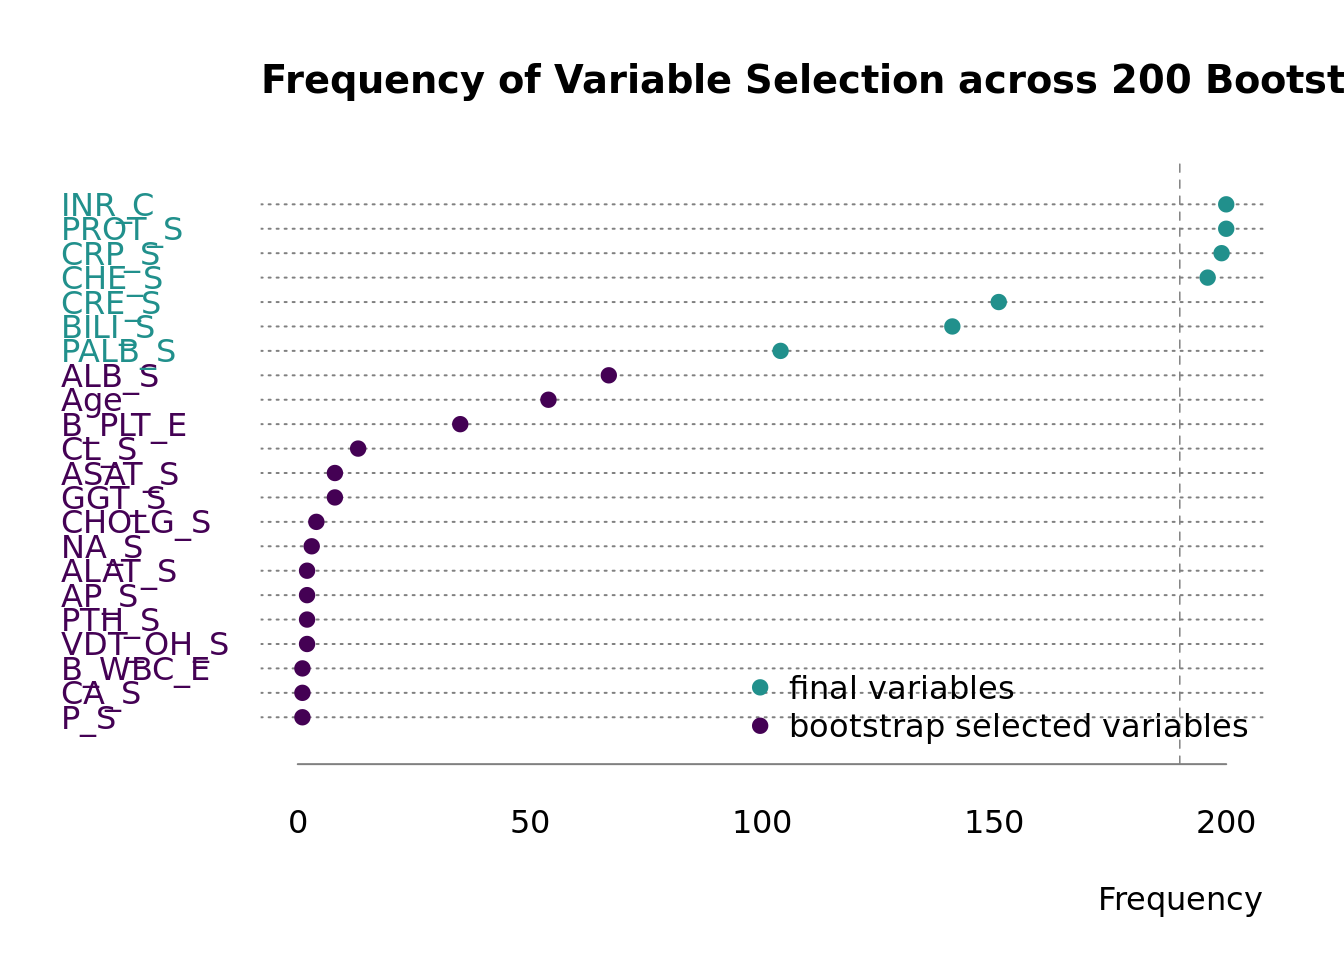 Frequency of Variable Selection across 200 Bootst
INR_C
PROT_S
CRP_S
CHE_S
CRE_S
BILI_S
PALB_S
ALB_S
Age
B_PLT_E
CL_S
ASAT_S
GGT_S
CHOLG_S
NA_S
ALAT_S
AP_S
PTH_S
VDT_OH_S
B_WBC_E
CA_S
P_S
final variables
bootstrap selected variables
0 50 100 150 200
Frequency